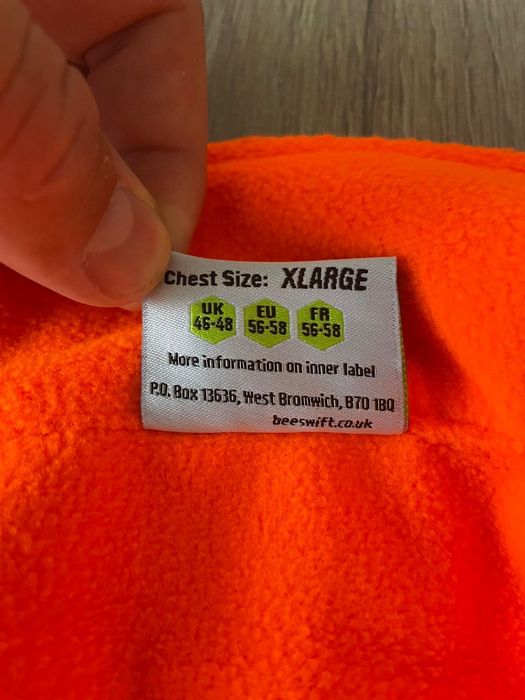 Chest Size: XLARGE
UK EU FR
46-48 56-58 56-58
More information on inner label
P.O. Box 13636, West Bromwich, B70 1BQ
beeswift.co.uk